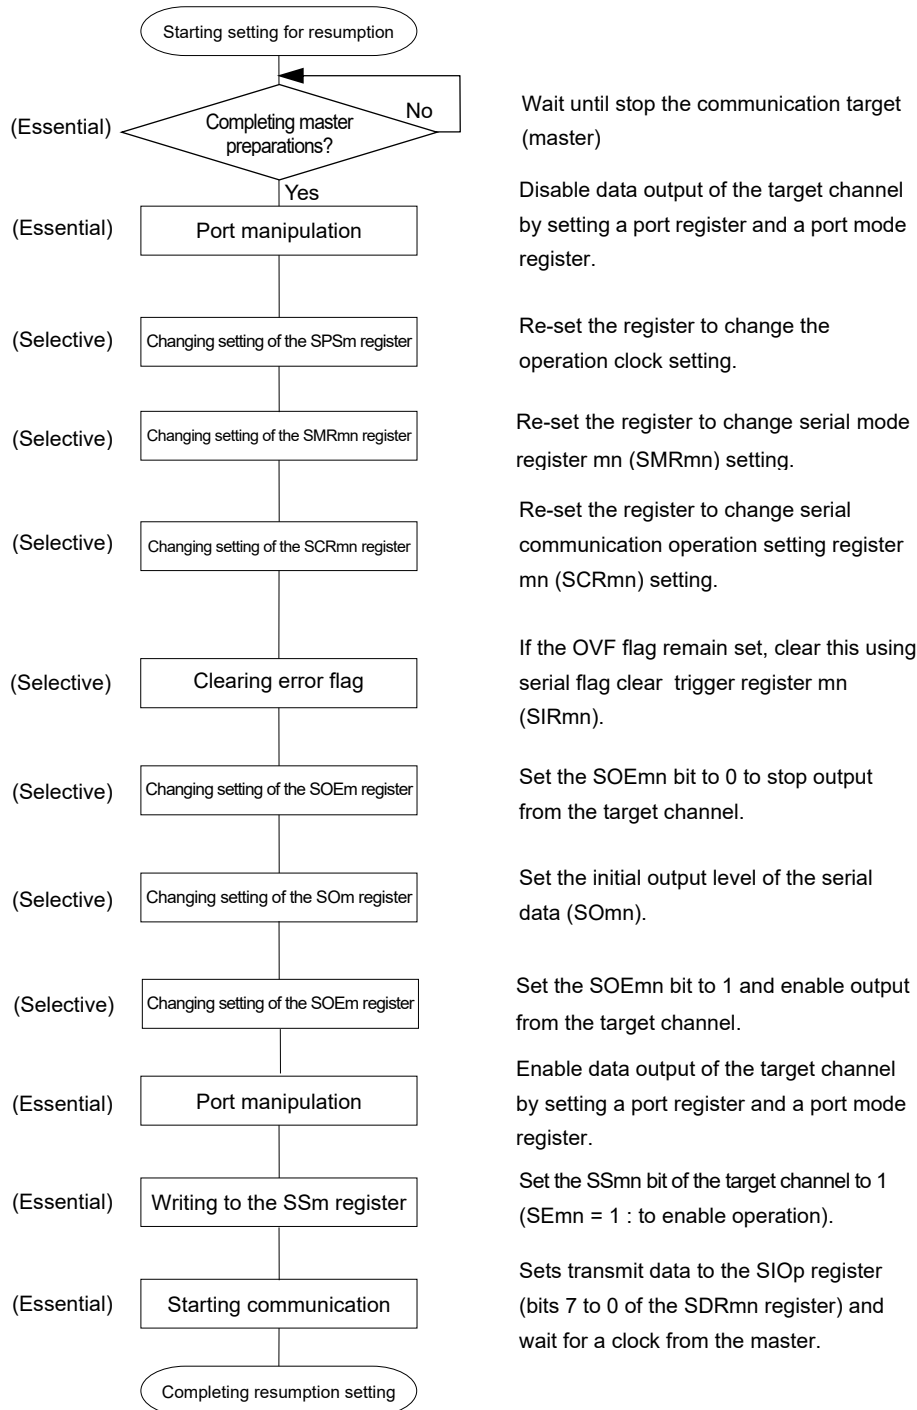 Starting setting for resumption
(Essential)
Completing master
preparations?
No
Wait until stop the communication target
(master)
Yes
(Essential)
Port manipulation
Disable data output of the target channel
by setting a port register and a port mode
register.
(Selective)
Changing setting of the SPSm register
Re-set the register to change the
operation clock setting.
(Selective)
Changing setting of the SMRmn register
Re-set the register to change serial mode
register mn (SMRmn) setting.
(Selective)
Changing setting of the SCRmn register
Re-set the register to change serial
communication operation setting register
mn (SCRmn) setting.
(Selective)
Clearing error flag
If the OVF flag remain set, clear this using
serial flag clear trigger register mn
(SIRmn).
(Selective)
Changing setting of the SOEm register
Set the SOEmn bit to 0 to stop output
from the target channel.
(Selective)
Changing setting of the SOm register
Set the initial output level of the serial
data (SOmn).
(Selective)
Changing setting of the SOEm register
Set the SOEmn bit to 1 and enable output
from the target channel.
(Essential)
Port manipulation
Enable data output of the target channel
by setting a port register and a port mode
register.
(Essential)
Writing to the SSm register
Set the SSmn bit of the target channel to 1
(SEmn = 1 : to enable operation).
(Essential)
Starting communication
Sets transmit data to the SIOp register
(bits 7 to 0 of the SDRmn register) and
wait for a clock from the master.
Completing resumption setting